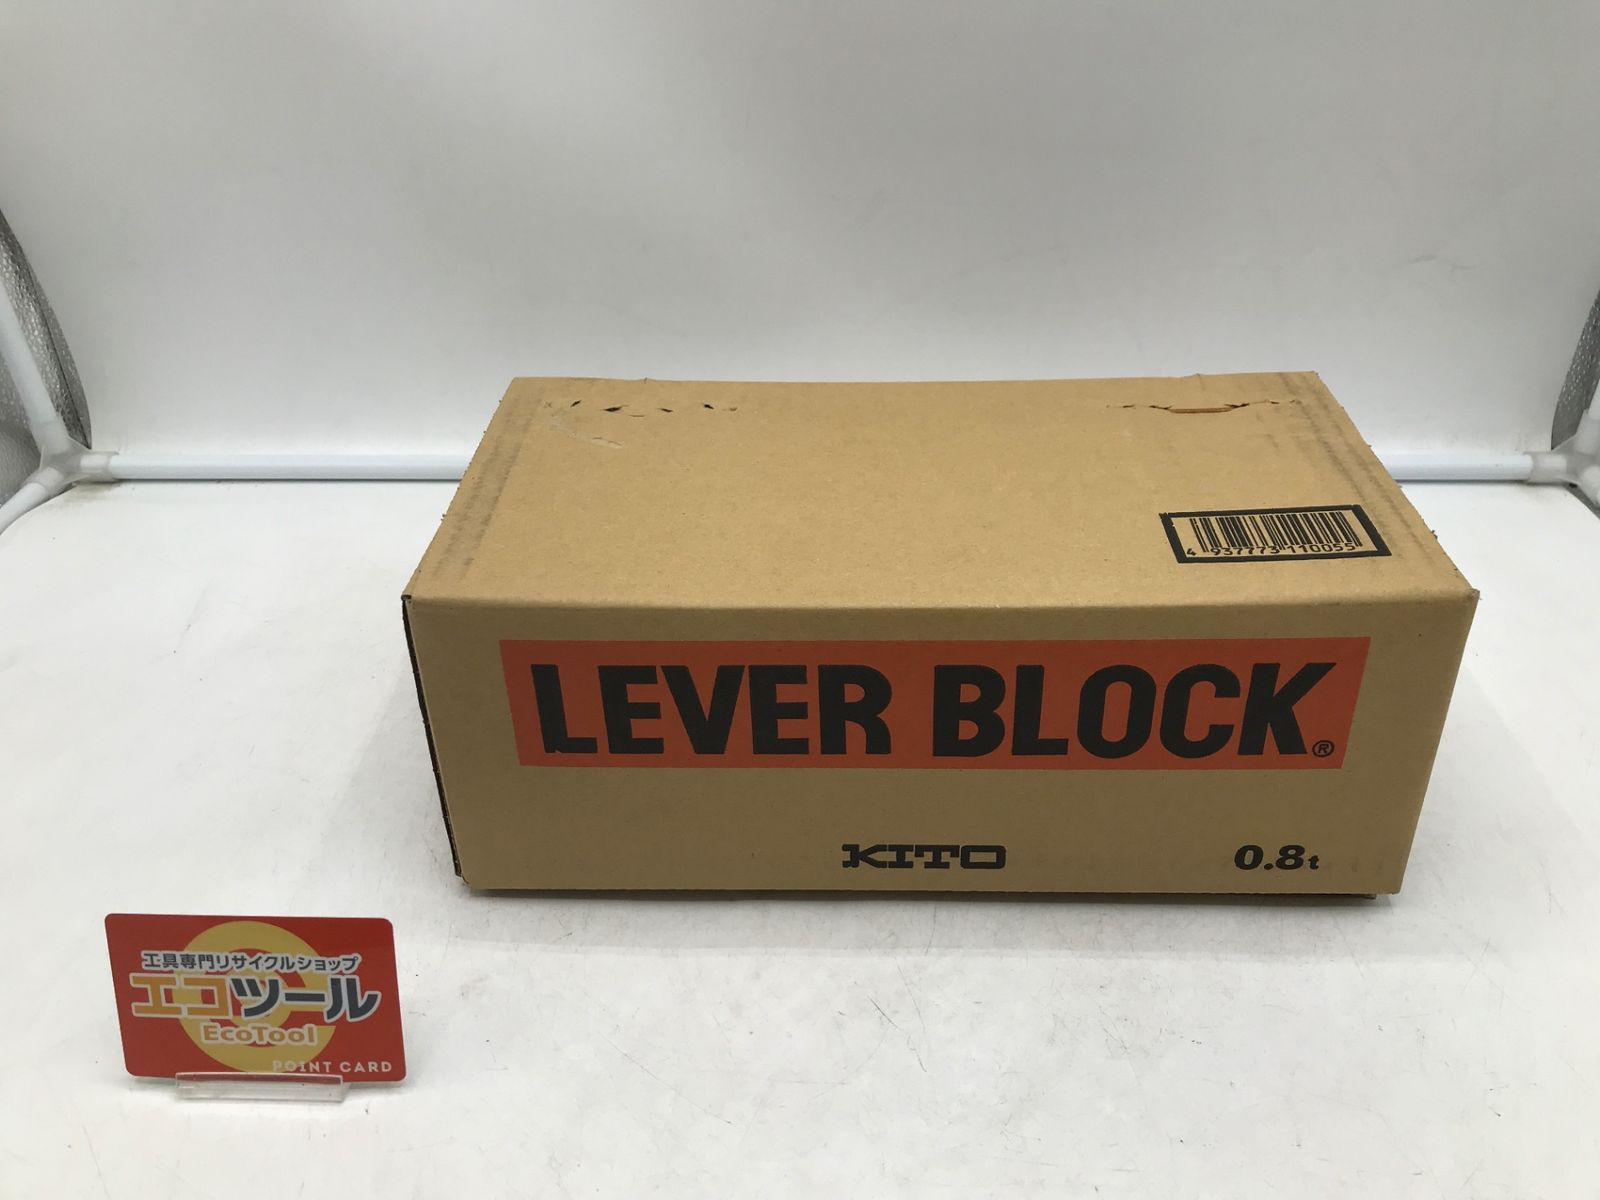 4 937773 110055
LEVER BLOCK®
KITO
0.8t
工具専門リサイクルショップ
エコツール
EcoTool
POINT CARD